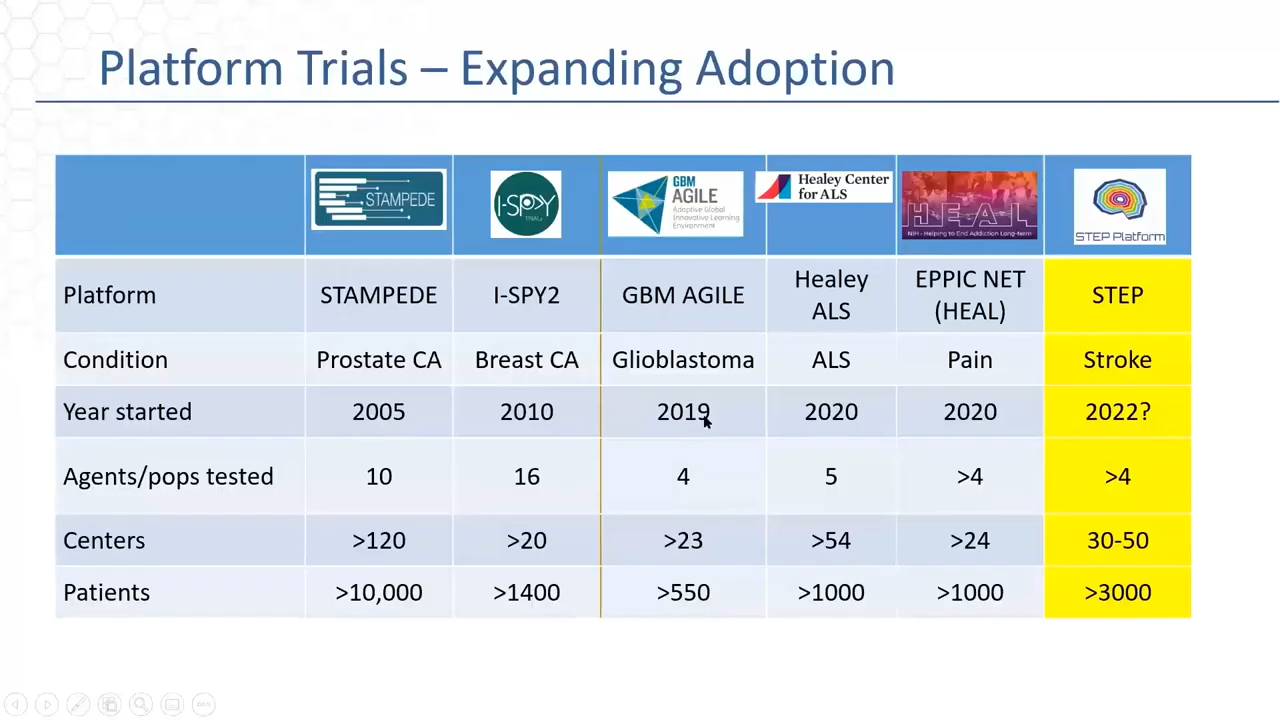 Platform Trials – Expanding Adoption
STAMPEDE
I-SPY
TRIALS
GBM
AGILE
Adaptive Global
Innovative Learning
Environment
Healey Center
for ALS
HEAL
NIH - Helping to End Addiction Long-term
STEP Platform
Platform STAMPEDE I-SPY2 GBM AGILE Healey ALS EPPIC NET (HEAL) STEP
Condition Prostate CA Breast CA Glioblastoma ALS Pain Stroke
Year started 2005 2010 2019 2020 2020 2022?
Agents/pops tested 10 16 4 5 >4 >4
Centers >120 >20 >23 >54 >24 30-50
Patients >10,000 >1400 >550 >1000 >1000 >3000